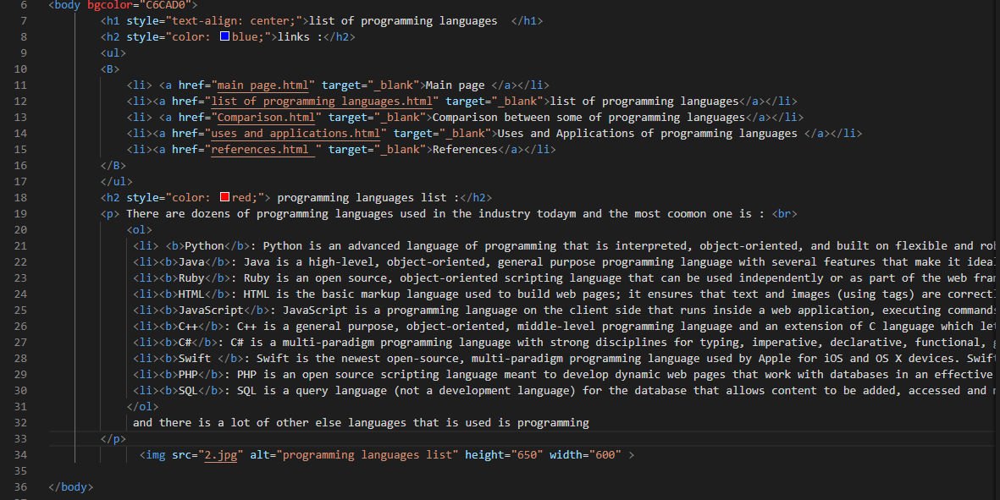 6 <body bgcolor="C6CAD0">
7 <h1 style="text-align: center;">list of programming languages  </h1>
8 <h2 style="color: blue;">links :</h2>
9 <ul>
10 <B>
11 <li> <a href="main page.html" target="_blank">Main page </a></li>
12 <li><a href="list of programming languages.html" target="_blank">list of programming languages</a></li>
13 <li> <a href="Comparison.html" target="_blank">Comparison between some of programming languages</a></li>
14 <li><a href="uses and applications.html" target="_blank">Uses and Applications of programming languages </a></li>
15 <li><a href="references.html " target="_blank">References</a></li>
16 </B>
17 </ul>
18 <h2 style="color: red;"> programming languages list :</h2>
19 <p> There are dozens of programming languages used in the industry todaym and the most coomon one is : <br>
20 <ol>
21 <li> <b>Python</b>: Python is an advanced language of programming that is interpreted, object-oriented, and built on flexible and
22 <li><b>Java</b>: Java is a high-level, object-oriented, general purpose programming language with several features that make it
23 <li><b>Ruby</b>: Ruby is an open source, object-oriented scripting language that can be used independently or as part of the web
24 <li><b>HTML</b>: HTML is the basic markup language used to build web pages; it ensures that text and images (using tags) are
25 <li><b>JavaScript</b>: JavaScript is a programming language on the client side that runs inside a web application, executing
26 <li><b>C++</b>: C++ is a general purpose, object-oriented, middle-level programming language and an extension of C language which
27 <li><b>C#</b>: C# is a multi-paradigm programming language with strong disciplines for typing, imperative, declarative, functional,
28 <li><b>Swift </b>: Swift is the newest open-source, multi-paradigm programming language used by Apple for iOS and OS X devices. Swift
29 <li><b>PHP</b>: PHP is an open source scripting language meant to develop dynamic web pages that work with databases in an effective
30 <li><b>SQL</b>: SQL is a query language (not a development language) for the database that allows content to be added, accessed and
31 </ol>
32 and there is a lot of other else languages that is used is programming
33 </p>
34 <img src="2.jpg" alt="programming languages list" height="650" width="600" >
35
36 </body>